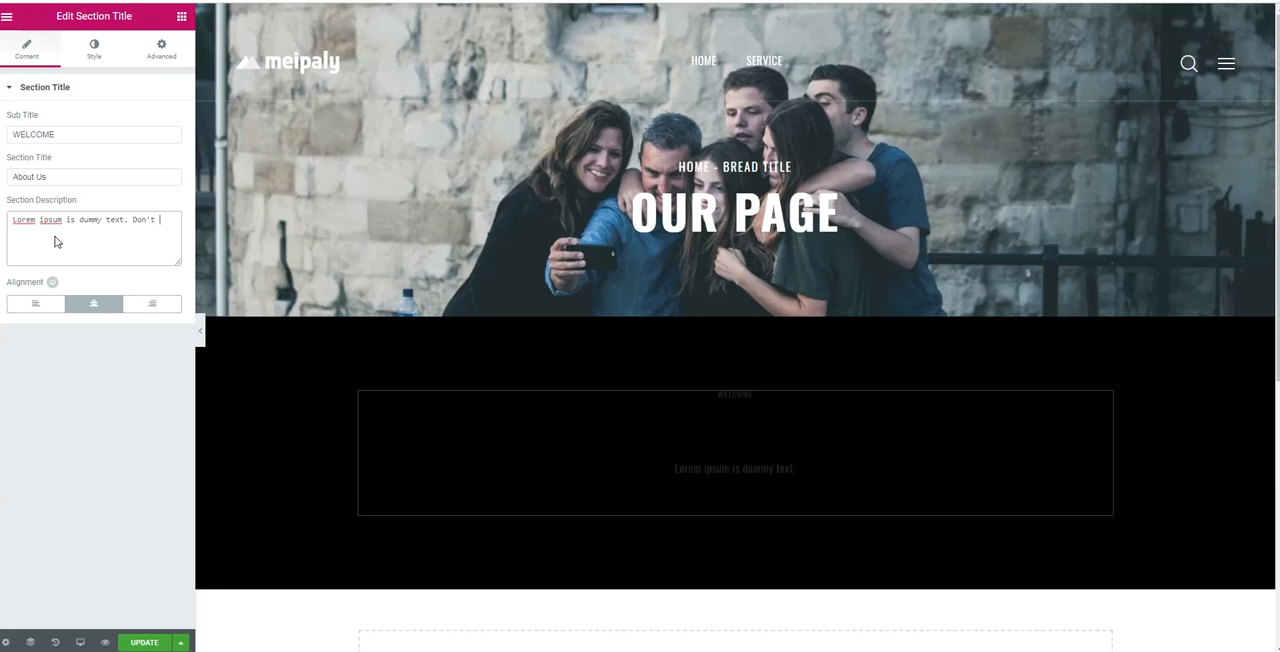 Edit Section Title
Content
Style
Advanced
Section Title
Sub Title
WELCOME
Section Title
About Us
Section Description
Lorem ipsum is dummy text. Don't
Alignment
UPDATE
meipaly
HOME
SERVICE
HOME - BREAD TITLE
OUR PAGE
WELCOME
Lorem ipsum is dummy text.